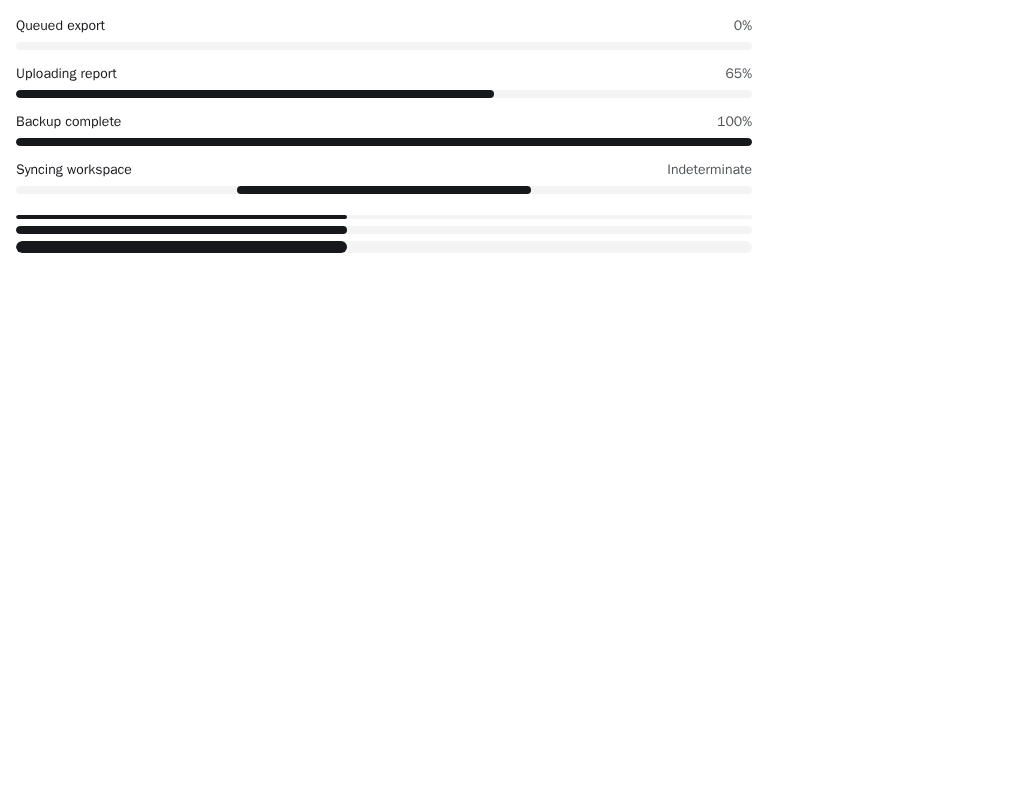 Queued export 0%
Uploading report 65%
Backup complete 100%
Syncing workspace Indeterminate